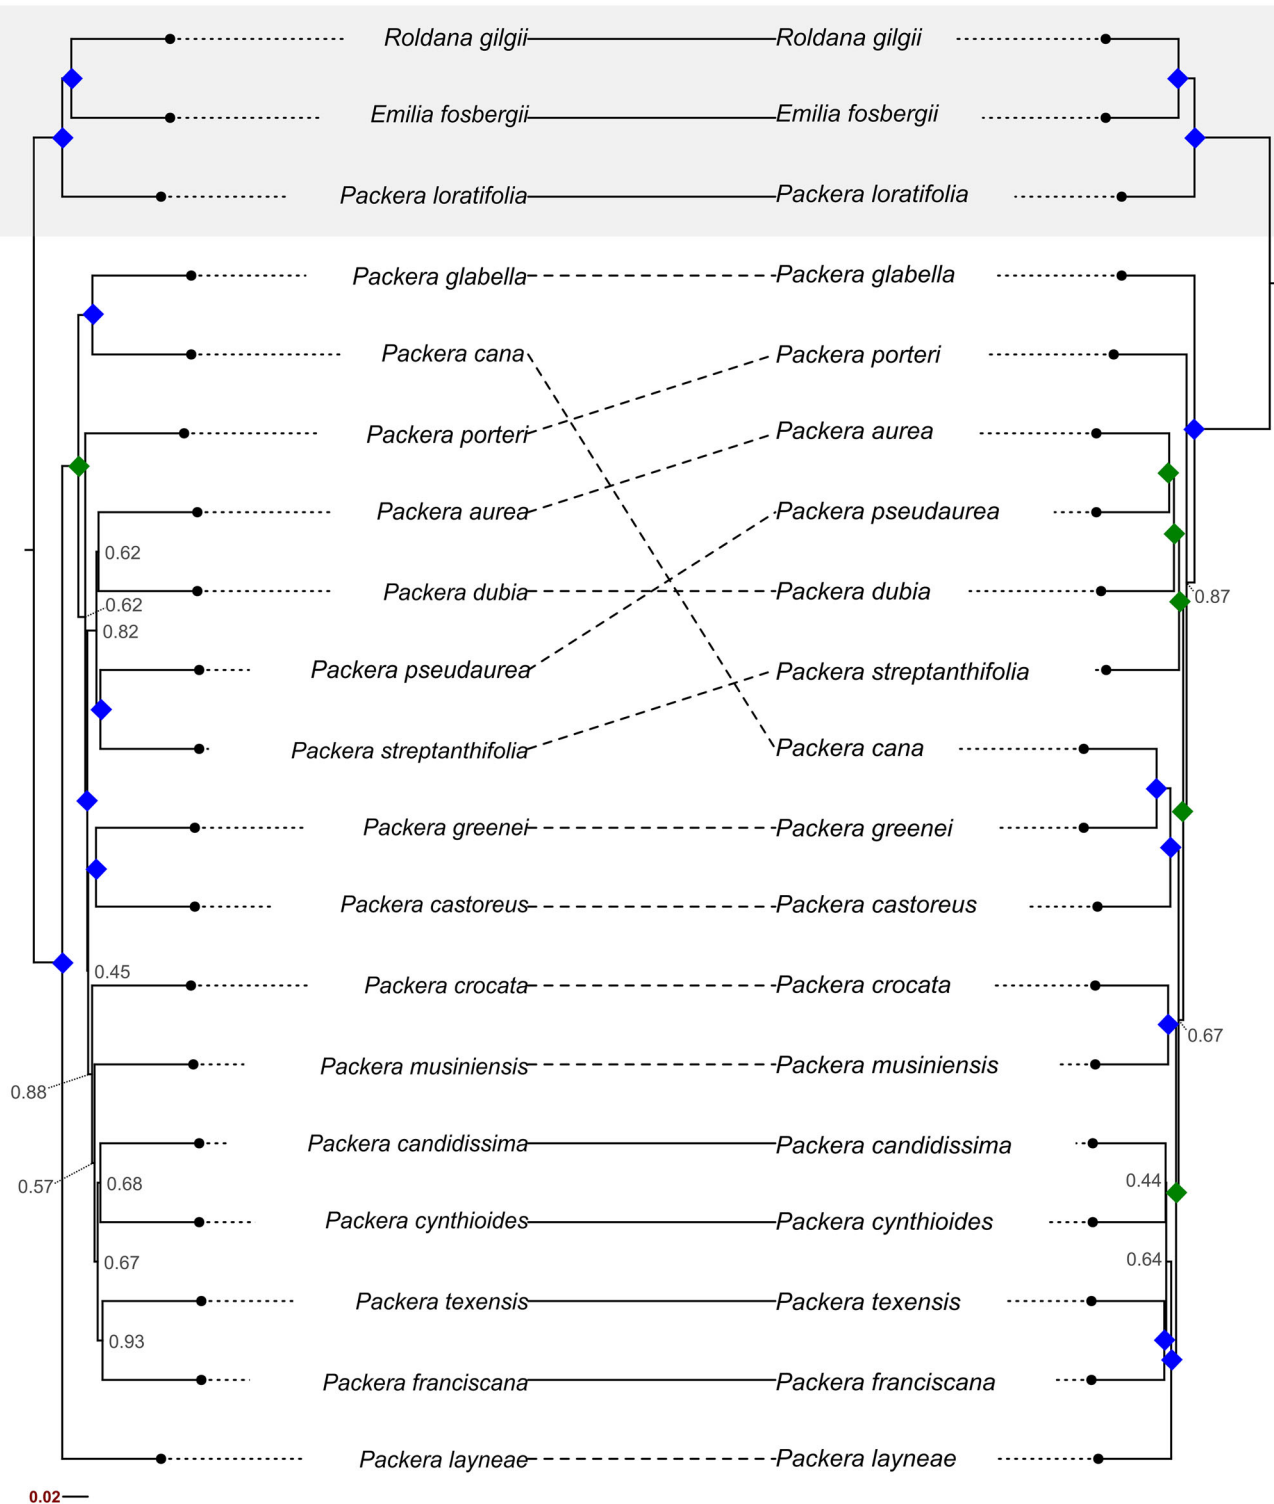 Roldana gilgii Roldana gilgii
Emilia fosbergii Emilia fosbergii
Packera loratifolia Packera loratifolia
Packera glabella Packera glabella
Packera cana Packera porteri
Packera porteri Packera aurea
Packera aurea Packera pseudaurea
0.62
Packera dubia Packera dubia
0.87
0.62
0.82
Packera pseudaurea Packera streptanthifolia
Packera streptanthifolia Packera cana
Packera greenei Packera greenei
Packera castoreus Packera castoreus
0.45
Packera crocata Packera crocata
0.67
Packera musiniensis Packera musiniensis
0.88
Packera candidissima Packera candidissima
0.57 0.68 0.44
Packera cynthioides Packera cynthioides
0.67 0.64
Packera texensis Packera texensis
0.93
Packera franciscana Packera franciscana
Packera layneae Packera layneae
0.02